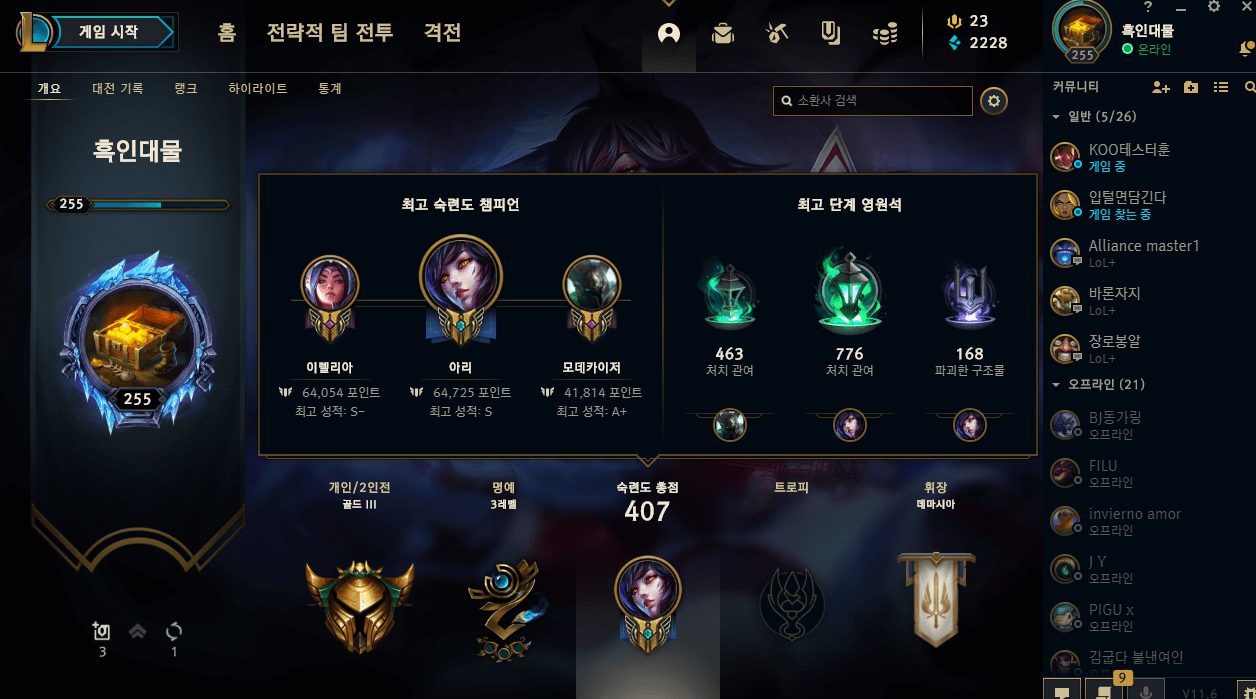 게임 시작
홈
전략적 팀 전투
격전
23
2228
255
흑인대물
온라인
개요
대전 기록
랭크
하이라이트
통계
소환사 검색
흑인대물
255
255
최고 숙련도 챔피언
이렐리아
64,054 포인트
최고 성적: S-
아리
64,725 포인트
최고 성적: S
모데카이저
41,814 포인트
최고 성적: A+
최고 단계 영원석
463
처치 관여
776
처치 관여
168
파괴한 구조물
개인/2인전
골드 III
명예
3레벨
숙련도 총점
407
트로피
휘장
데마시아
3
1
커뮤니티
일반 (5/26)
KOO테스터훈
게임 중
입털면담긴다
게임 찾는 중
Alliance master1
LoL+
바론자지
LoL+
장로봉알
LoL+
오프라인 (21)
BJ동가링
오프라인
FILU
오프라인
invierno amor
오프라인
J Y
오프라인
PIGU x
오프라인
김굽다 불낸여인
9
V11.6